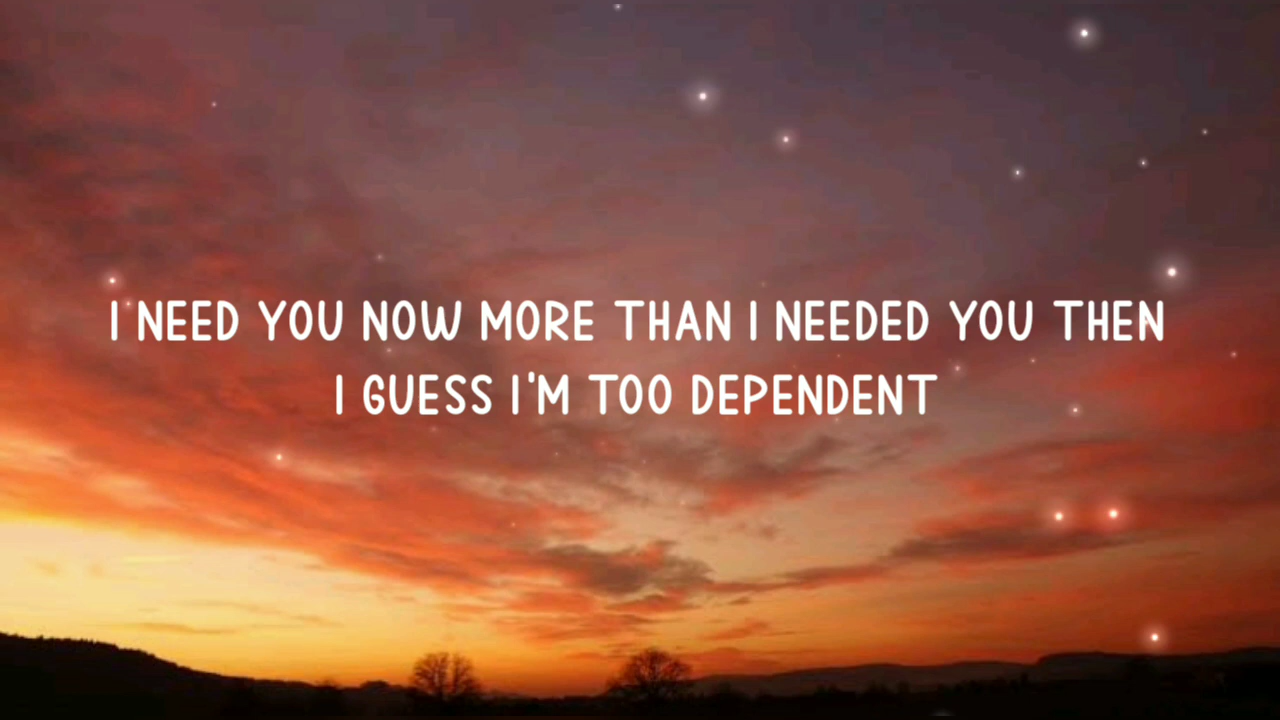 I NEED YOU NOW MORE THAN I NEEDED YOU THEN
I GUESS I'M TOO DEPENDENT